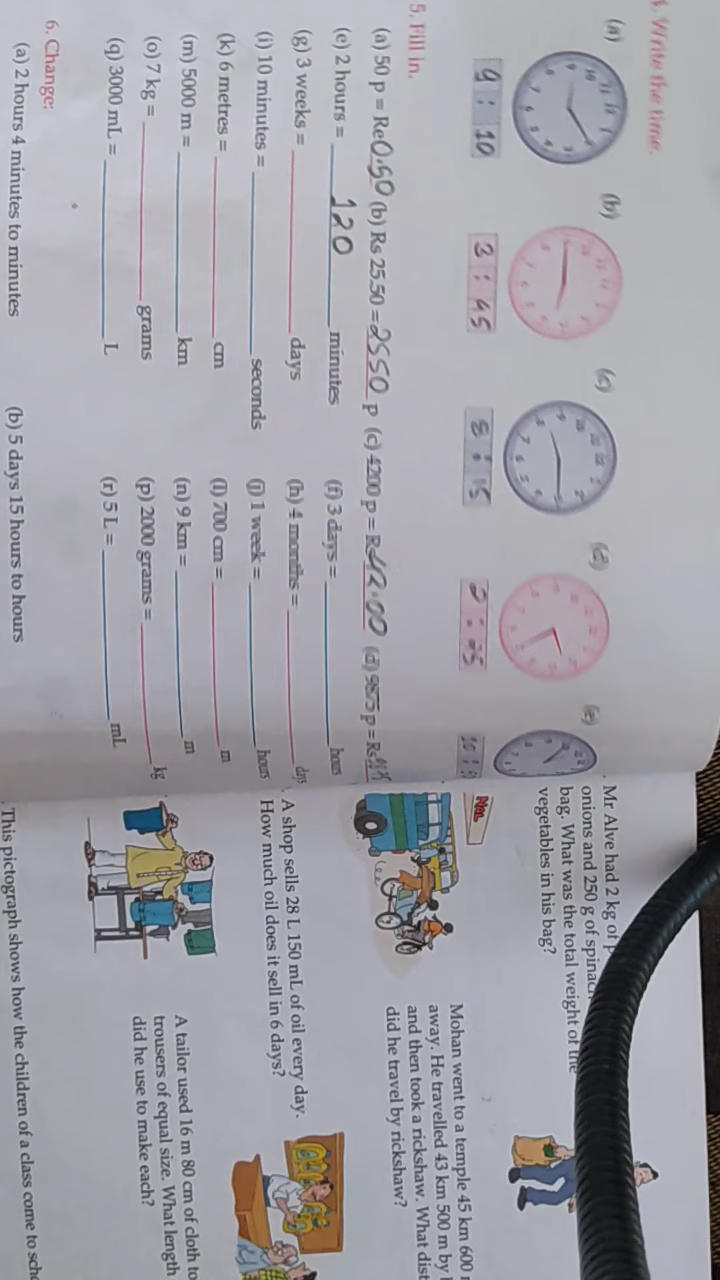 4. Write the time.
(a) (b) (c) (d) (e)
9 : 10 3 : 45 8 : 15 2 : 25 10 :
5. Fill in.
(a) 50 p = Re 0.50 (b) Rs 25.50 = 2550 p (c) 4200 p = Rs 42.00 (d) 9875 p = Rs
(e) 2 hours = 120 minutes (f) 3 days = hours
(g) 3 weeks = days (h) 4 months = days
(i) 10 minutes = seconds (j) 1 week = hours
(k) 6 metres = cm (l) 700 cm = m
(m) 5000 m = km (n) 9 km = m
(o) 7 kg = grams (p) 2000 grams = kg
(q) 3000 mL = L (r) 5 L = mL
6. Change:
(a) 2 hours 4 minutes to minutes (b) 5 days 15 hours to hours
Mr Alve had 2 kg of
onions and 250 g of
bag. What was the total weight of the
vegetables in his bag?
Mohan went to a temple 45 km 600
away. He travelled 43 km 500 m by
and then took a rickshaw. What
did he travel by rickshaw?
A shop sells 28 L 150 mL of oil every day.
How much oil does it sell in 6 days?
A tailor used 16 m 80 cm of cloth to
trousers of equal size. What length
did he use to make each?
This pictograph shows how the children of a class come to